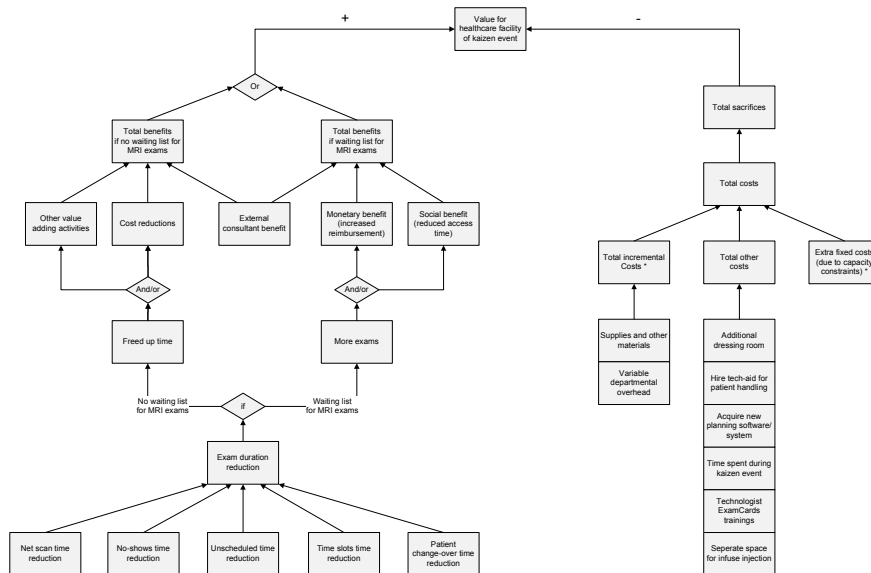 +
Value for
healthcare facility
of kaizen event
-
Or
Total benefits
if no waiting list for
MRI exams
Total benefits
if waiting list for
MRI exams
Total sacrifices
Total costs
Other value
adding activities
Cost reductions
External
consultant benefit
Monetary benefit
(increased
reimbursement)
Social benefit
(reduced access
time)
Total incremental
Costs *
Total other
costs
Extra fixed costs
(due to capacity
constraints) *
And/or
And/or
Freed up time
More exams
Supplies and other
materials
Variable
departmental
overhead
Additional
dressing room
Hire tech-aid for
patient handling
Acquire new
planning software/
system
Time spent during
kaizen event
Technologist
ExamCards
trainings
Seperate space
for infuse injection
No waiting list
for MRI exams
if
Waiting list
for MRI exams
Exam duration
reduction
Net scan time
reduction
No-shows time
reduction
Unscheduled time
reduction
Time slots time
reduction
Patient
change-over time
reduction